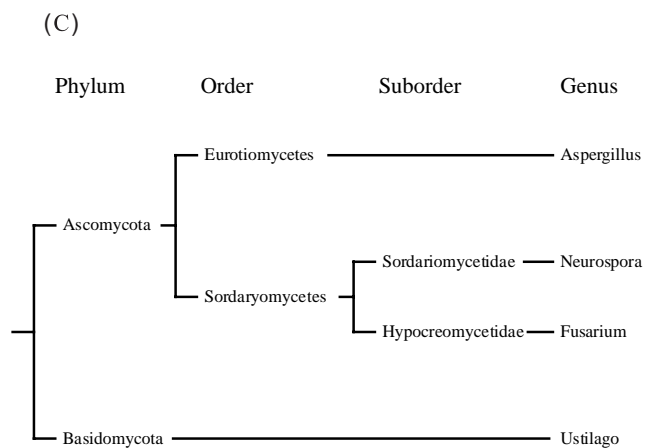 (C)
Phylum Order Suborder Genus
Eurotiomycetes Aspergillus
Ascomycota
Sordariomycetidae Neurospora
Sordaryomycetes
Hypocreomycetidae Fusarium
Basidomycota Ustilago